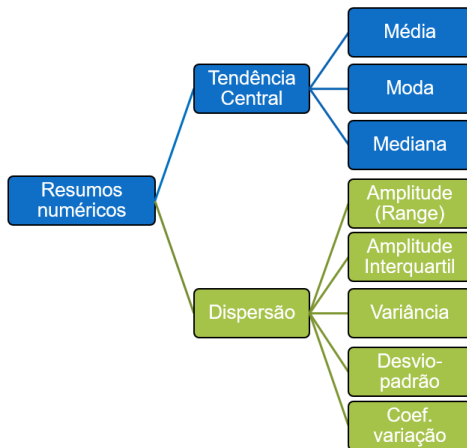 Média
Tendência
Central
Moda
Mediana
Resumos
numéricos
Amplitude
(Range)
Amplitude
Interquartil
Dispersão
Variância
Desvio-
padrão
Coef.
variação